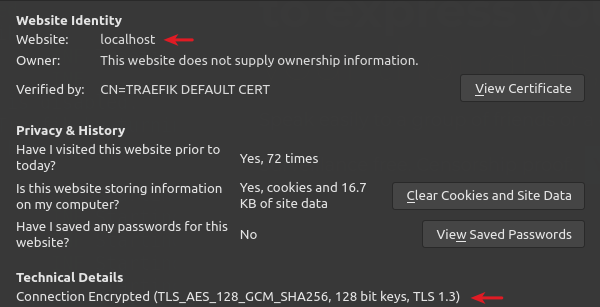 Website Identity
Website: localhost
Owner: This website does not supply ownership information.
Verified by: CN=TRAEFIK DEFAULT CERT
View Certificate
Privacy & History
Have I visited this website prior to
today?
Yes, 72 times
Is this website storing information
on my computer?
Yes, cookies and 16.7
KB of site data
Clear Cookies and Site Data
Have I saved any passwords for this
website?
No
View Saved Passwords
Technical Details
Connection Encrypted (TLS_AES_128_GCM_SHA256, 128 bit keys, TLS 1.3)